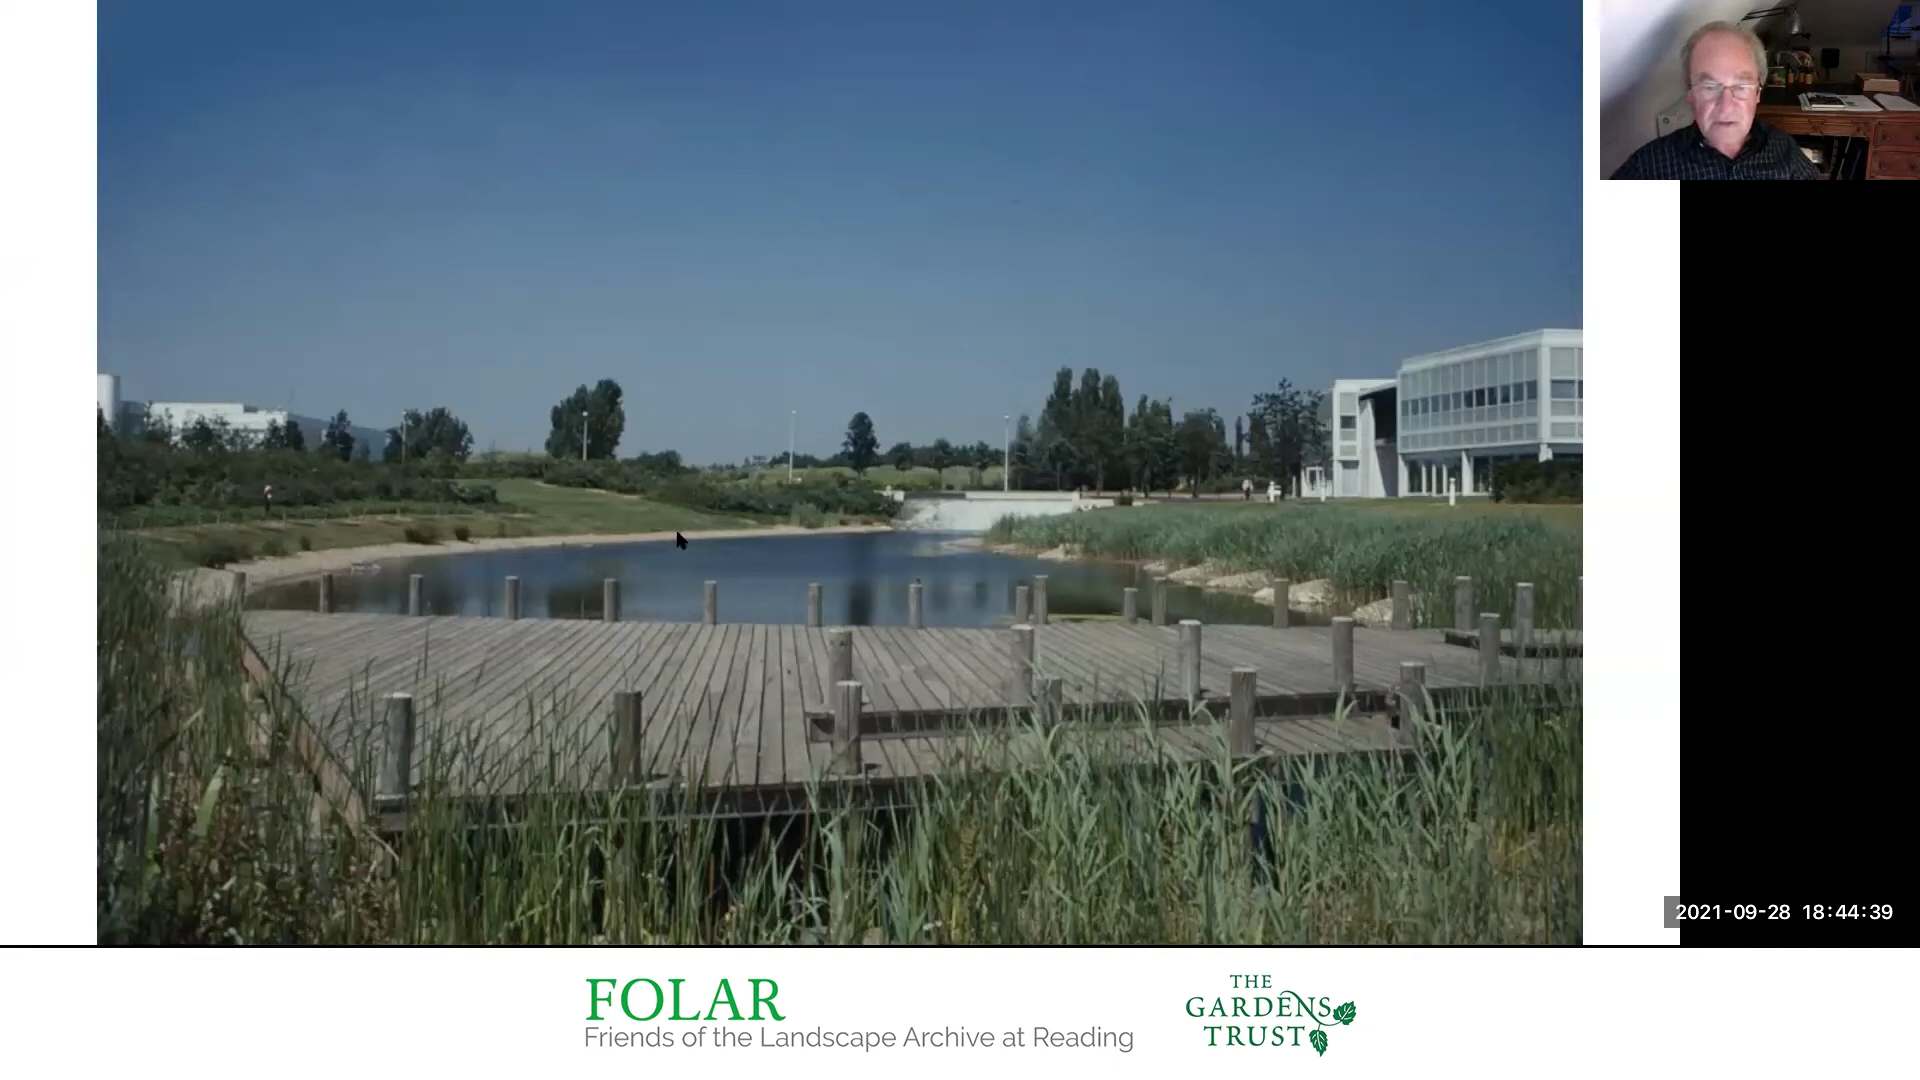 2021-09-28 18:44:39
FOLAR
Friends of the Landscape Archive at Reading
THE
GARDENS
TRUST